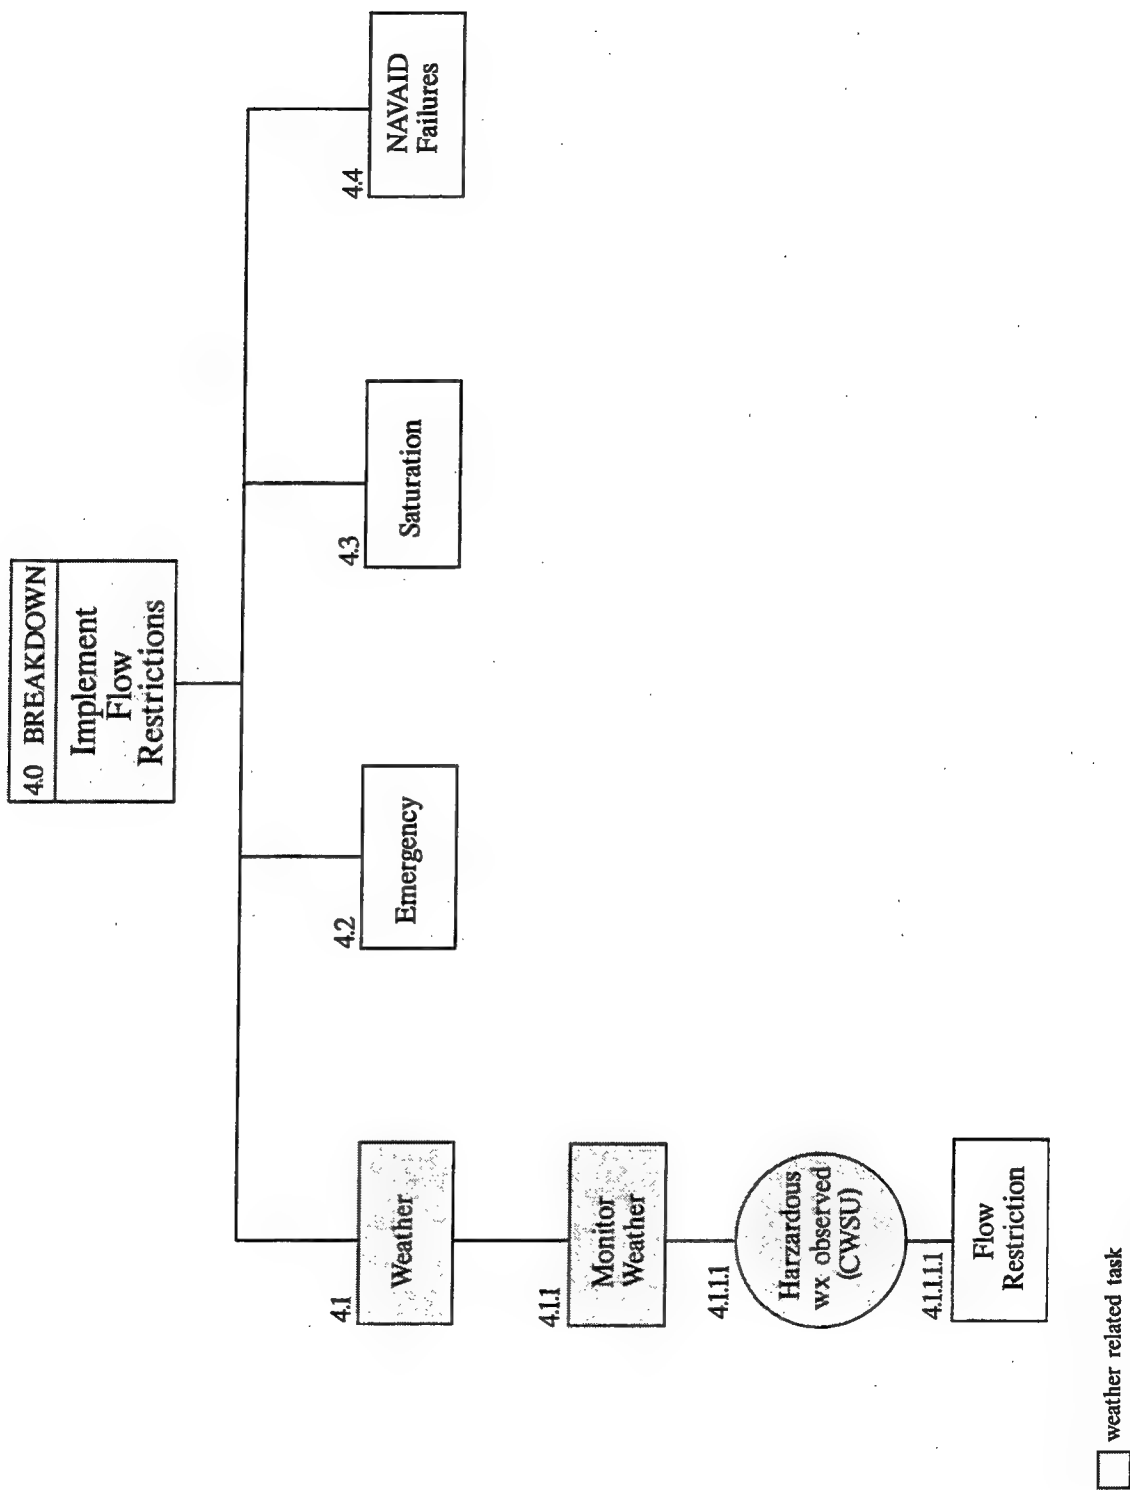 4.0 BREAKDOWN
Implement
Flow
Restrictions
4.1
Weather
4.2
Emergency
4.3
Saturation
4.4
NAVAID
Failures
4.1.1
Monitor
Weather
4.1.1.1
Harzardous
wx observed
(CWSU)
4.1.1.1.1
Flow
Restriction
weather related task